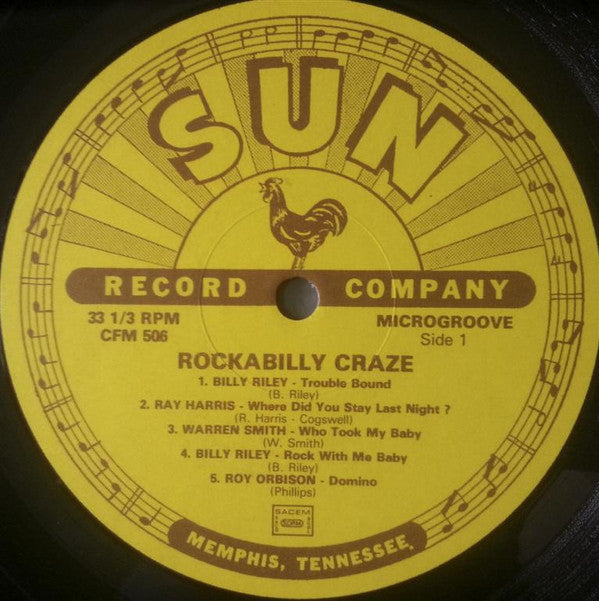 SUN
RECORD COMPANY
33 1/3 RPM MICROGROOVE
CFM 506 Side 1
ROCKABILLY CRAZE
1. BILLY RILEY - Trouble Bound
(B. Riley)
2. RAY HARRIS - Where Did You Stay Last Night ?
(R. Harris - Cogswell)
3. WARREN SMITH - Who Took My Baby
(W. Smith)
4. BILLY RILEY - Rock With Me Baby
(B. Riley)
5. ROY ORBISON - Domino
(Phillips)
SACEM
SDRM
MEMPHIS, TENNESSEE